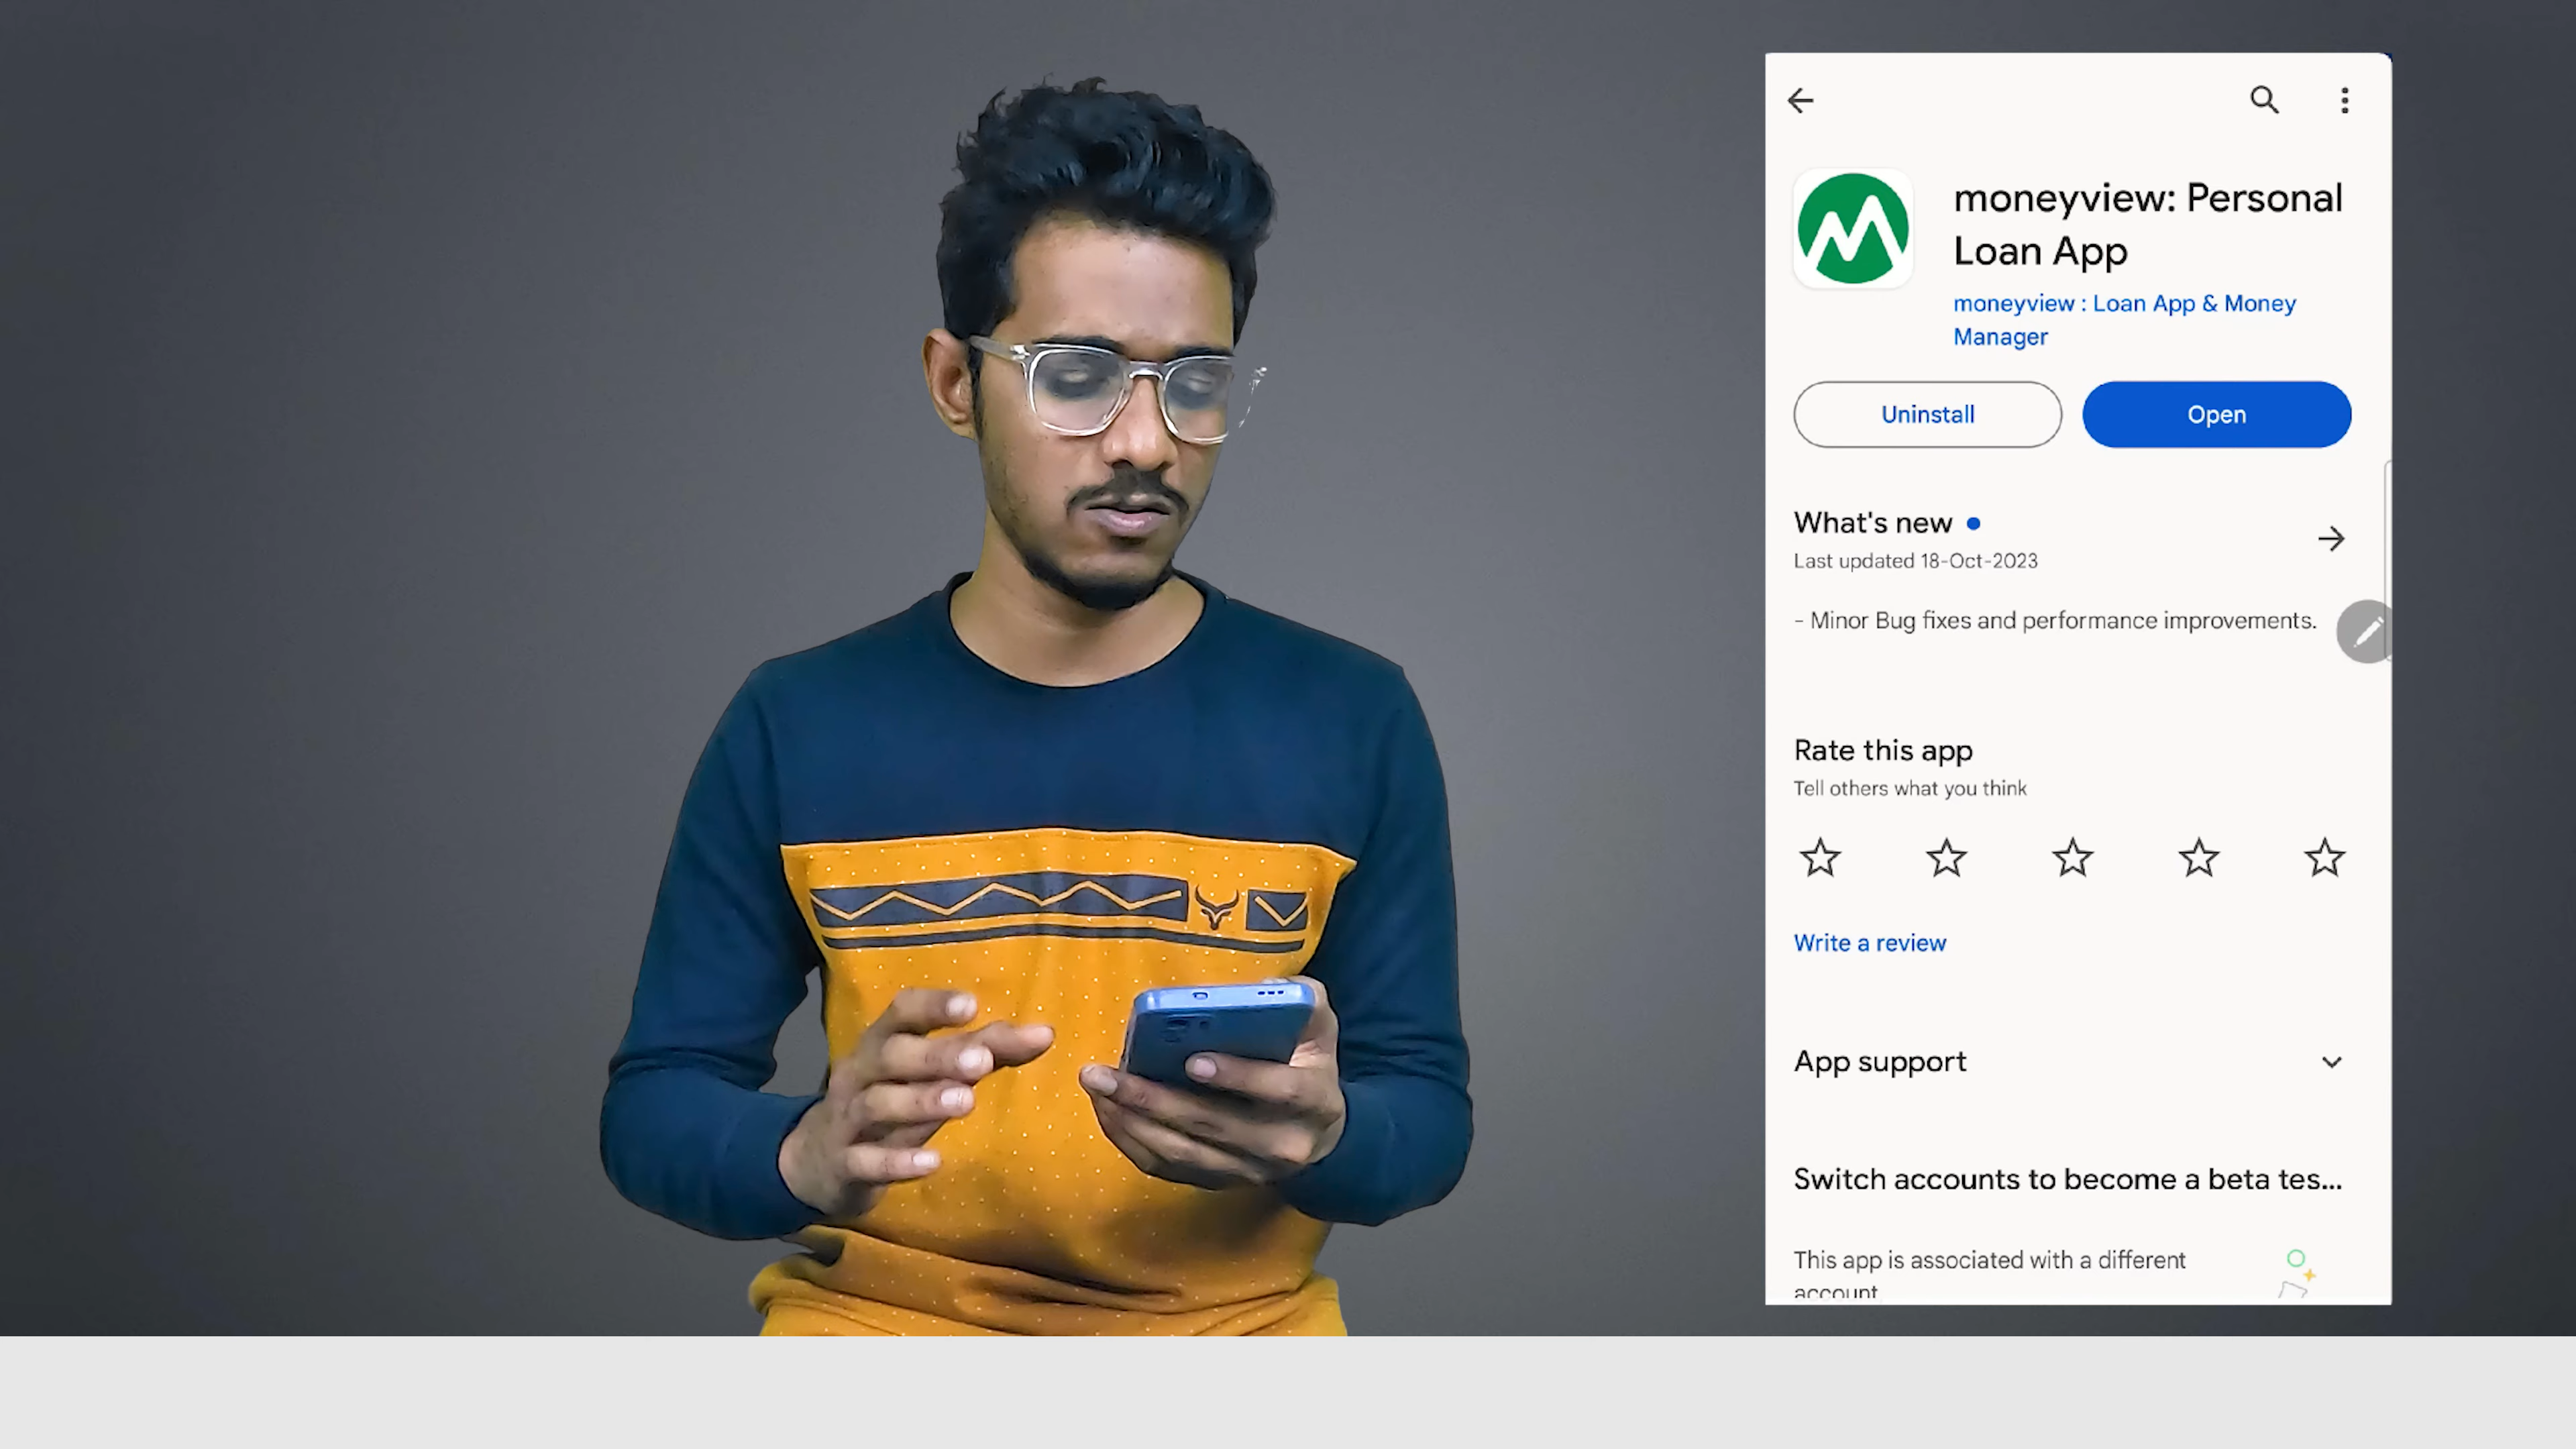 moneyview: Personal
Loan App
moneyview : Loan App & Money
Manager
Uninstall
Open
What's new
Last updated 18-Oct-2023
- Minor Bug fixes and performance improvements.
Rate this app
Tell others what you think
Write a review
App support
Switch accounts to become a beta tes...
This app is associated with a different
account